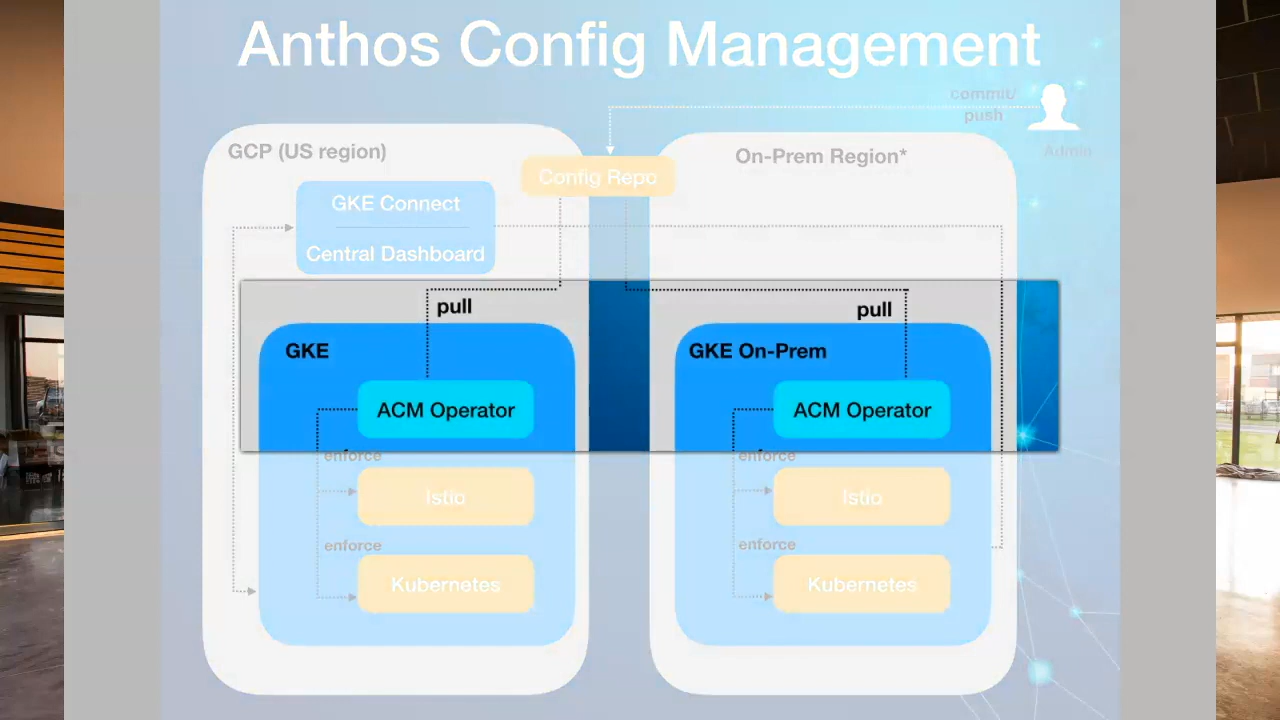 Anthos Config Management
commit/
push
Admin
GCP (US region)
On-Prem Region*
Config Repo
GKE Connect
Central Dashboard
pull
pull
GKE
GKE On-Prem
ACM Operator
ACM Operator
enforce
enforce
Istio
Istio
enforce
enforce
Kubernetes
Kubernetes